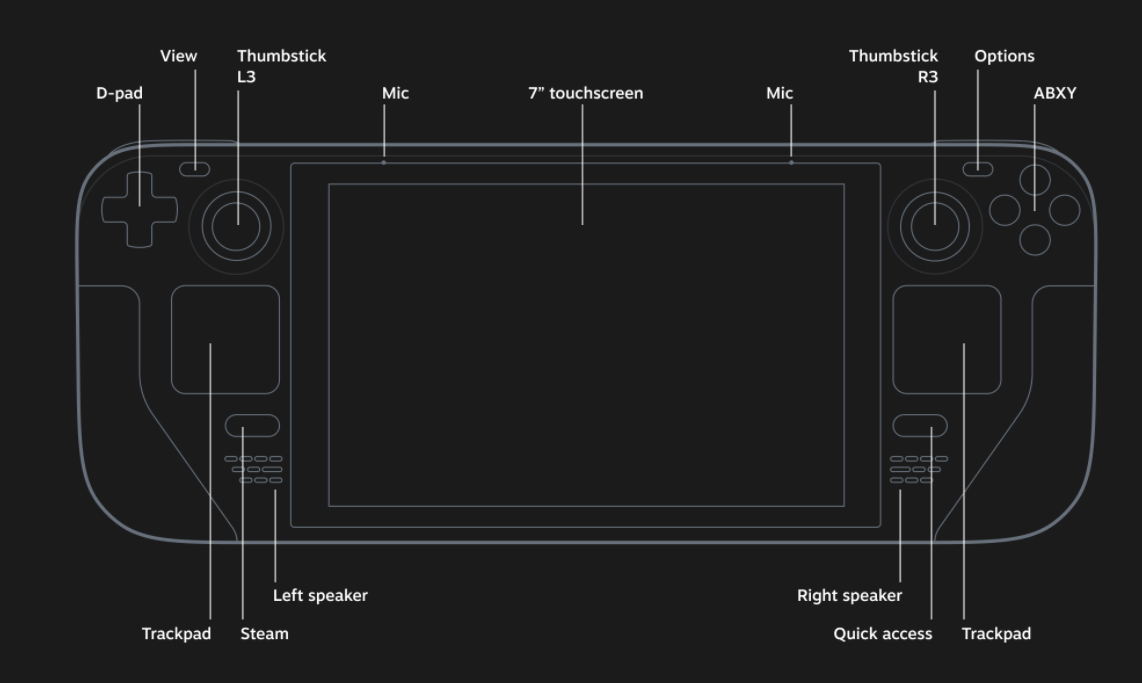 View
Thumbstick
L3
Thumbstick
R3
Options
D-pad
Mic
7” touchscreen
Mic
ABXY
Left speaker
Right speaker
Trackpad
Steam
Quick access
Trackpad